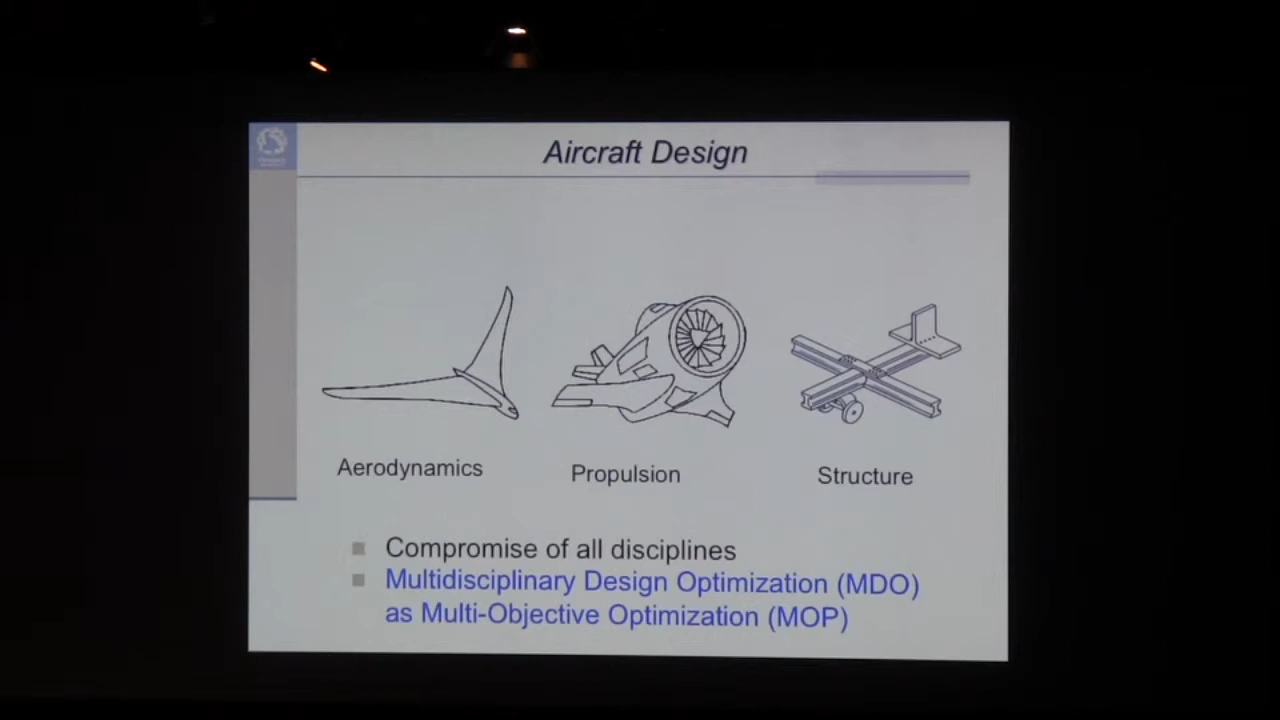 Aircraft Design
Aerodynamics
Propulsion
Structure
Compromise of all disciplines
Multidisciplinary Design Optimization (MDO)
as Multi-Objective Optimization (MOP)